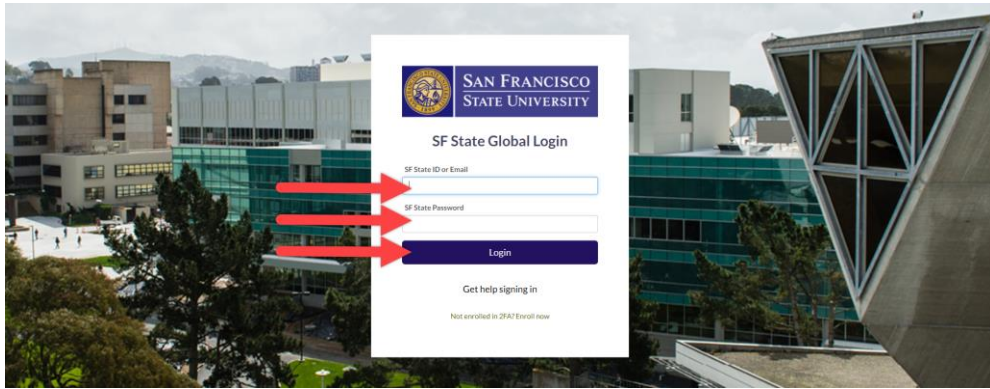 SAN FRANCISCO
STATE UNIVERSITY
SF State Global Login
SF State ID or Email
SF State Password
Login
Get help signing in
Not enrolled in 2FA? Enroll now